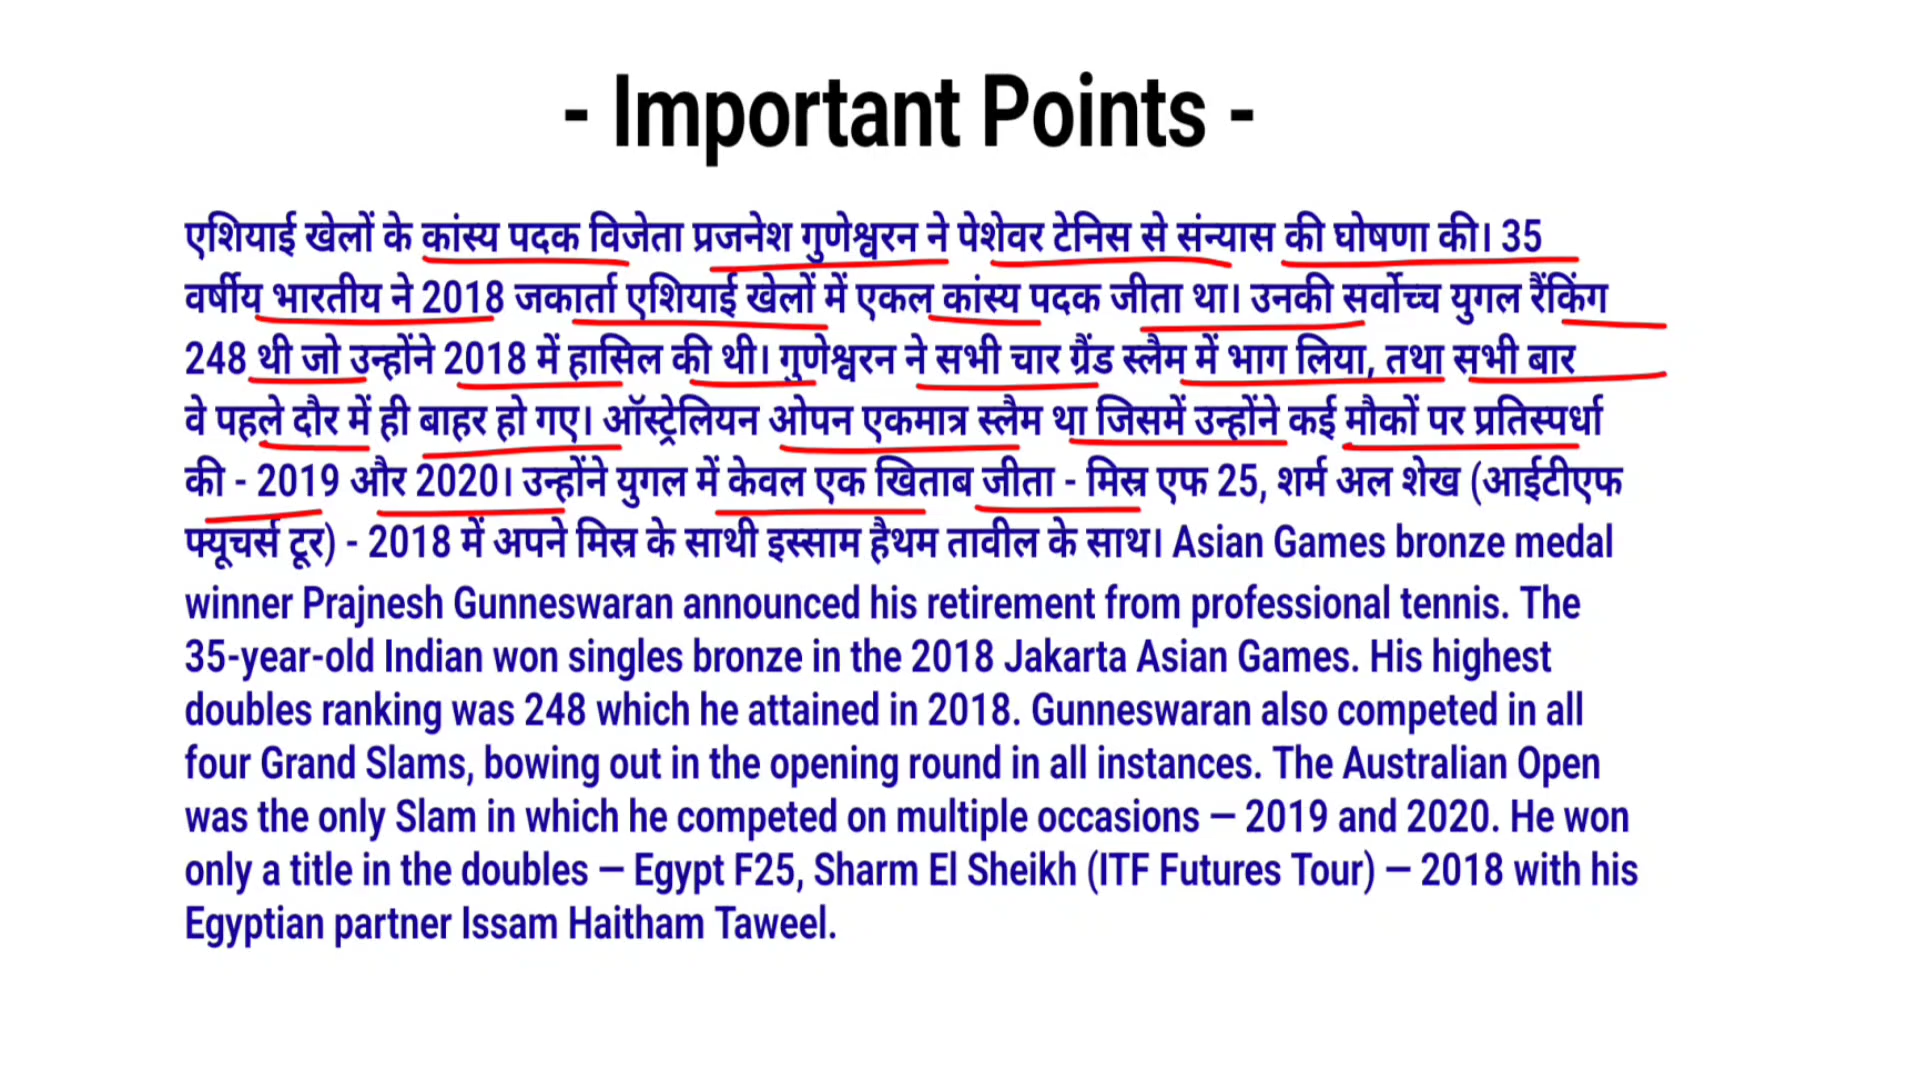 - Important Points -
एशियाई खेलों के कांस्य पदक विजेता प्रजनेश गुणेश्वरन ने पेशेवर टेनिस से संन्यास की घोषणा की। 35
वर्षीय भारतीय ने 2018 जकार्ता एशियाई खेलों में एकल कांस्य पदक जीता था। उनकी सर्वोच्च युगल रैंकिंग
248 थी जो उन्होंने 2018 में हासिल की थी। गुणेश्वरन ने सभी चार ग्रैंड स्लैम में भाग लिया, तथा सभी बार
वे पहले दौर में ही बाहर हो गए। ऑस्ट्रेलियन ओपन एकमात्र स्लैम था जिसमें उन्होंने कई मौकों पर प्रतिस्पर्धा
की - 2019 और 2020। उन्होंने युगल में केवल एक खिताब जीता - मिस्र एफ 25, शर्म अल शेख (आईटीएफ
फ्यूचर्स टूर) - 2018 में अपने मिस्र के साथी इस्साम हैथम तावील के साथ। Asian Games bronze medal
winner Prajnesh Gunneswaran announced his retirement from professional tennis. The
35-year-old Indian won singles bronze in the 2018 Jakarta Asian Games. His highest
doubles ranking was 248 which he attained in 2018. Gunneswaran also competed in all
four Grand Slams, bowing out in the opening round in all instances. The Australian Open
was the only Slam in which he competed on multiple occasions — 2019 and 2020. He won
only a title in the doubles — Egypt F25, Sharm El Sheikh (ITF Futures Tour) — 2018 with his
Egyptian partner Issam Haitham Taweel.